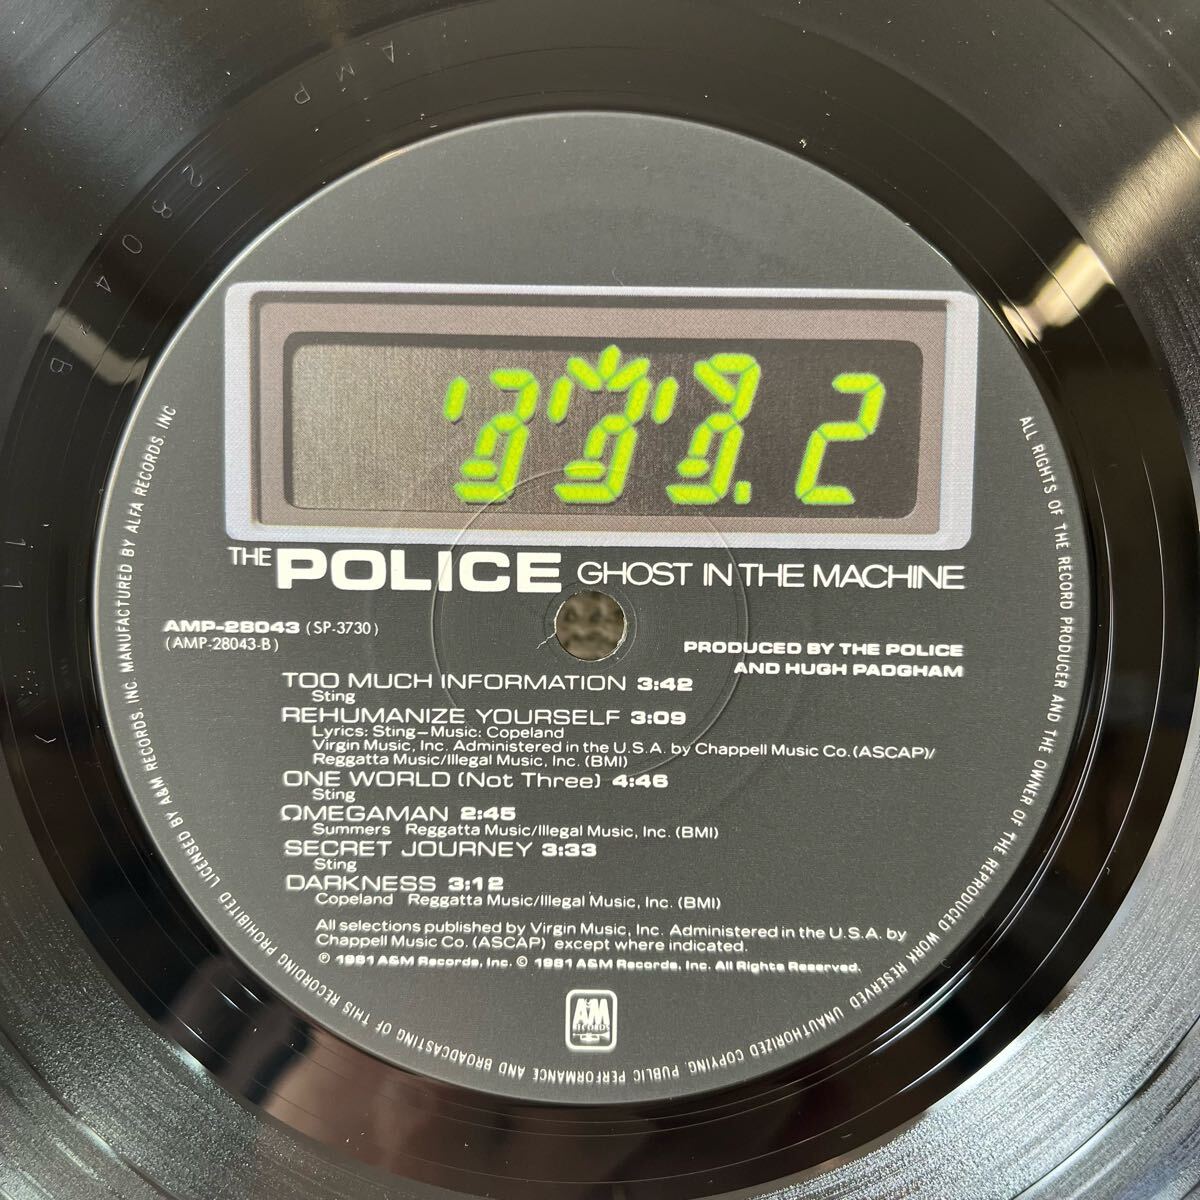 AMP
28047 B
.2
THE POLICE GHOST IN THE MACHINE
AMP-28043 (SP-3730)
(AMP-28043-B)
PRODUCED BY THE POLICE
AND HUGH PADGHAM
TOO MUCH INFORMATION 3:42
Sting
REHUMANIZE YOURSELF 3:09
Lyrics: Sting–Music: Copeland
Virgin Music, Inc. Administered in the U.S.A. by Chappell Music Co.(ASCAP)/
Reggatta Music/Illegal Music, Inc. (BMI)
ONE WORLD (Not Three) 4:46
Sting
ΩMEGAMAN 2:45
Summers Reggatta Music/Illegal Music, Inc. (BMI)
SECRET JOURNEY 3:33
Sting
DARKNESS 3:12
Copeland Reggatta Music/Illegal Music, Inc. (BMI)
All selections published by Virgin Music, Inc. Administered in the U.S.A. by
Chappell Music Co. (ASCAP) except where indicated.
℗ 1981 A&M Records, Inc. © 1981 A&M Records, Inc. All Rights Reserved.
A&M
RECORDS
ALL RIGHTS OF THE RECORD PRODUCER AND THE OWNER OF THE REPRODUCED WORK RESERVED. UNAUTHORIZED COPYING, PUBLIC PERFORMANCE AND BROADCASTING OF THIS RECORDING PROHIBITED LICENSED BY A&M RECORDS, INC. MANUFACTURED BY ALFA RECORDS, INC